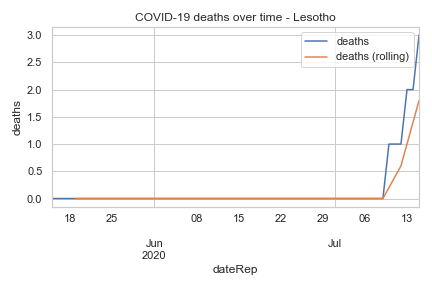 COVID-19 deaths over time - Lesotho
deaths
deaths (rolling)
deaths
3.0
2.5
2.0
1.5
1.0
0.5
0.0
18 25 08 15 22 29 06 13
Jun Jul
2020
dateRep